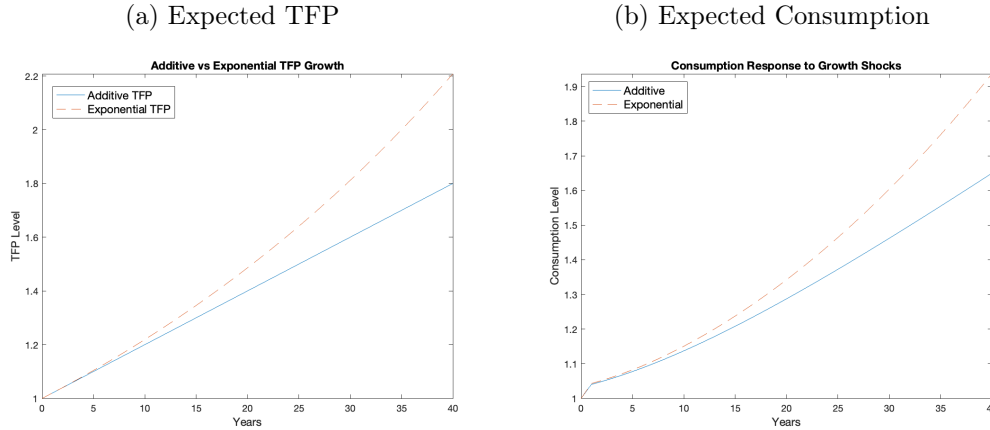 (a) Expected TFP
Additive vs Exponential TFP Growth
Additive TFP
Exponential TFP
TFP Level
2.2
2
1.8
1.6
1.4
1.2
1
0 5 10 15 20 25 30 35 40
Years
(b) Expected Consumption
Consumption Response to Growth Shocks
Additive
Exponential
Consumption Level
1.9
1.8
1.7
1.6
1.5
1.4
1.3
1.2
1.1
1
0 5 10 15 20 25 30 35 40
Years